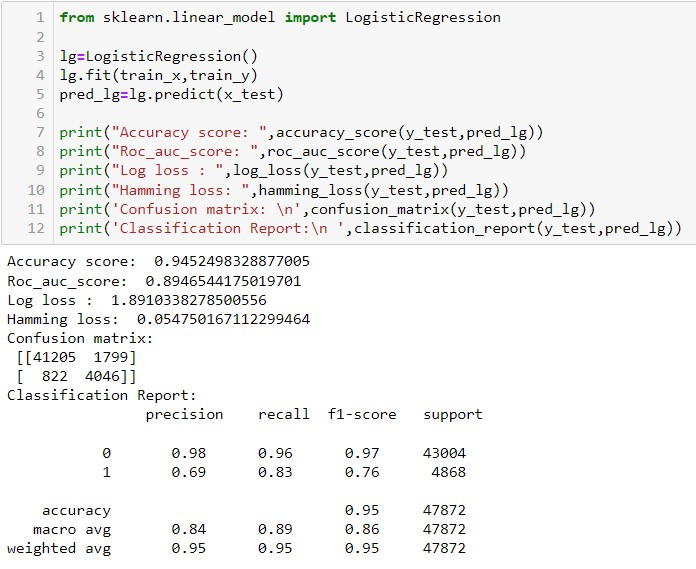 1 from sklearn.linear_model import LogisticRegression
2
3 lg=LogisticRegression()
4 lg.fit(train_x,train_y)
5 pred_lg=lg.predict(x_test)
6
7 print("Accuracy score: ",accuracy_score(y_test,pred_lg))
8 print("Roc_auc_score: ",roc_auc_score(y_test,pred_lg))
9 print("Log loss : ",log_loss(y_test,pred_lg))
10 print("Hamming loss: ",hamming_loss(y_test,pred_lg))
11 print('Confusion matrix: \n',confusion_matrix(y_test,pred_lg))
12 print('Classification Report:\n ',classification_report(y_test,pred_lg))
Accuracy score:  0.9452498328877005
Roc_auc_score:  0.8946544175019701
Log loss :  1.8910338278500556
Hamming loss:  0.054750167112299464
Confusion matrix:
[[41205  1799]
[  822  4046]]
Classification Report:
precision    recall  f1-score   support
0       0.98      0.96      0.97     43004
1       0.69      0.83      0.76      4868
accuracy                           0.95     47872
macro avg       0.84      0.89      0.86     47872
weighted avg       0.95      0.95      0.95     47872